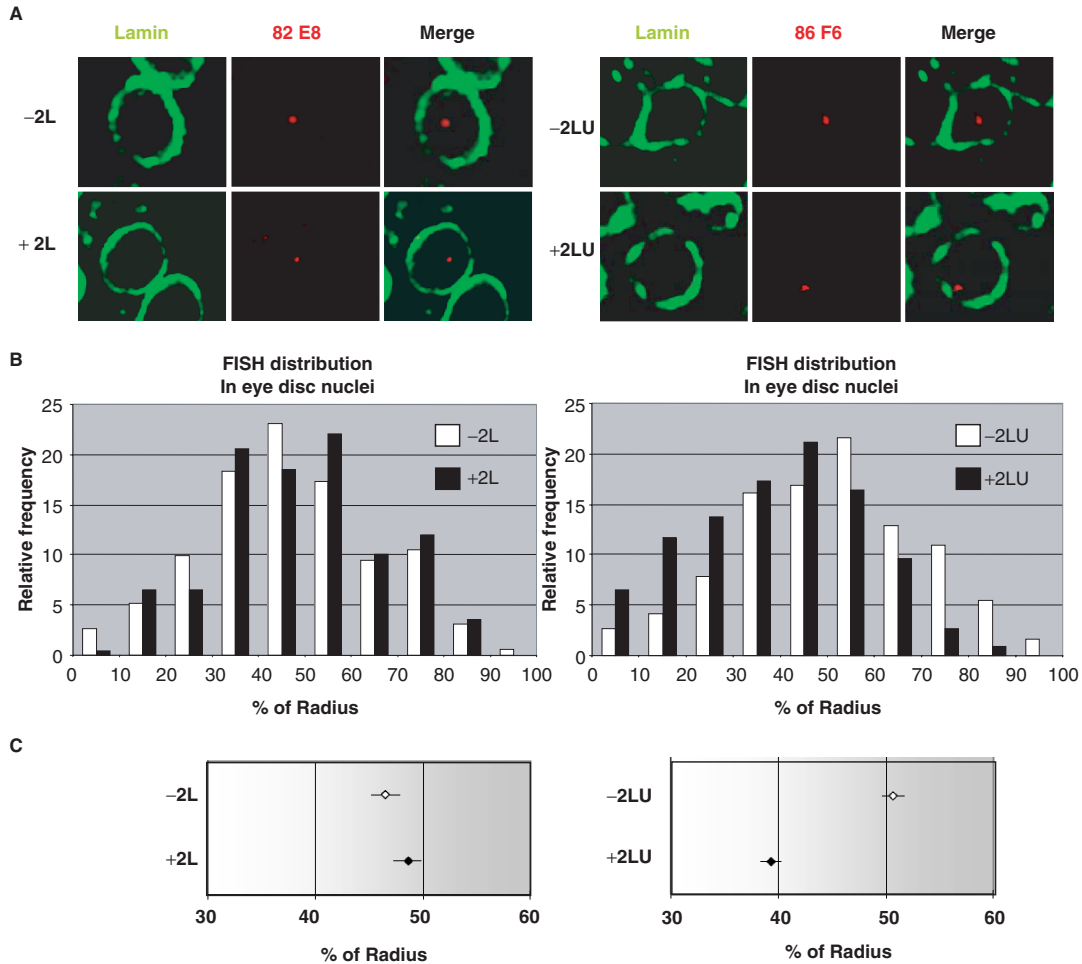 A
Lamin 82 E8 Merge
Lamin 86 F6 Merge
–2L
+ 2L
–2LU
+2LU
B
FISH distribution
In eye disc nuclei
Relative frequency
25
20
15
10
5
0
–2L
+2L
0 10 20 30 40 50 60 70 80 90 100
% of Radius
FISH distribution
In eye disc nuclei
Relative frequency
25
20
15
10
5
0
–2LU
+2LU
0 10 20 30 40 50 60 70 80 90 100
% of Radius
C
–2L
+2L
30 40 50 60
% of Radius
–2LU
+2LU
30 40 50 60
% of Radius